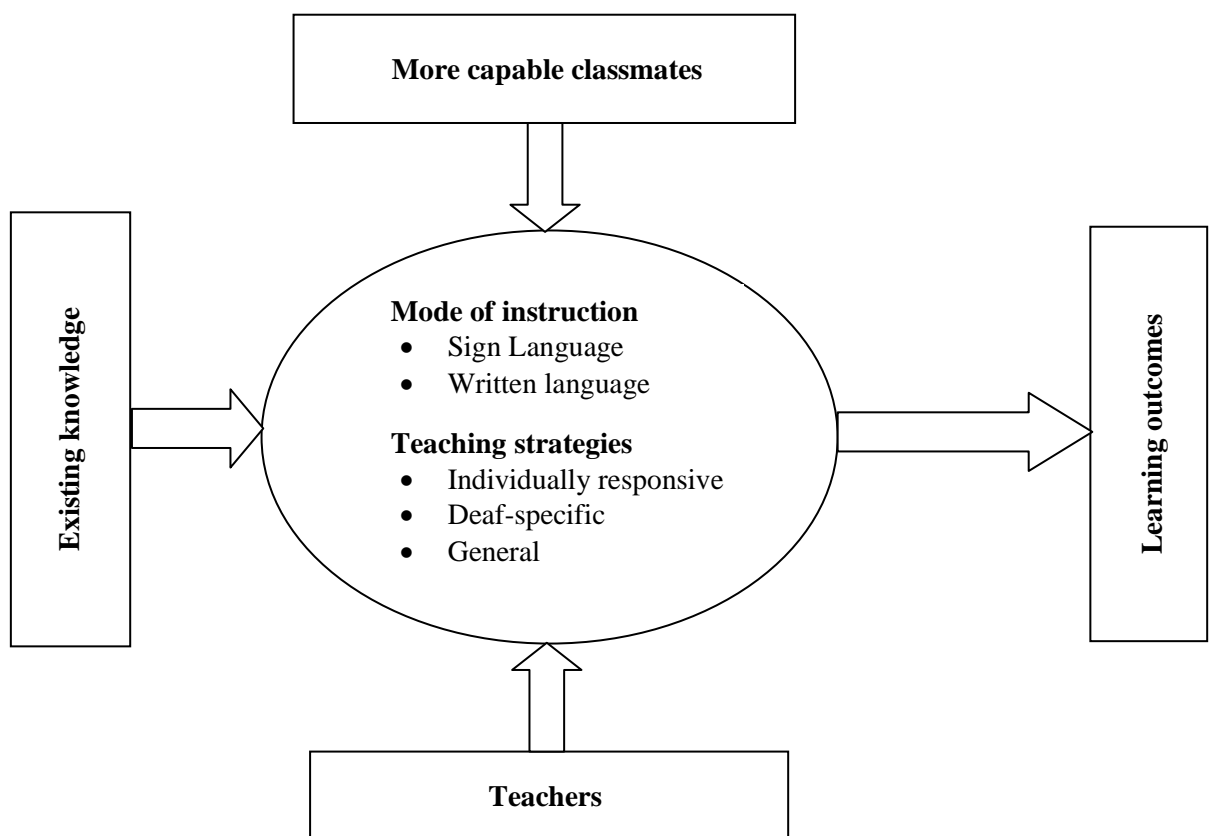 More capable classmates
Existing knowledge
Mode of instruction
• Sign Language
• Written language
Teaching strategies
• Individually responsive
• Deaf-specific
• General
Learning outcomes
Teachers